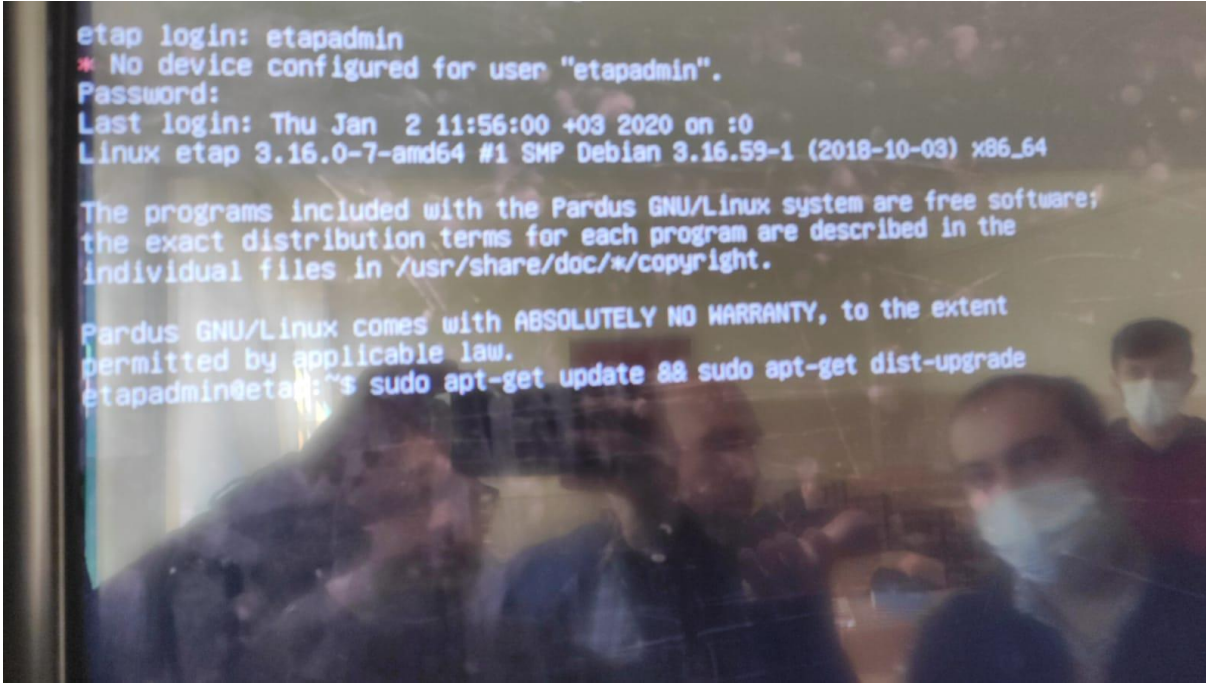 etap login: etapadmin
* No device configured for user "etapadmin".
Password:
Last login: Thu Jan  2 11:56:00 +03 2020 on :0
Linux etap 3.16.0-7-amd64 #1 SMP Debian 3.16.59-1 (2018-10-03) x86_64
The programs included with the Pardus GNU/Linux system are free software;
the exact distribution terms for each program are described in the
individual files in /usr/share/doc/*/copyright.
Pardus GNU/Linux comes with ABSOLUTELY NO WARRANTY, to the extent
permitted by applicable law.
etapadmin@etap:~$ sudo apt-get update && sudo apt-get dist-upgrade